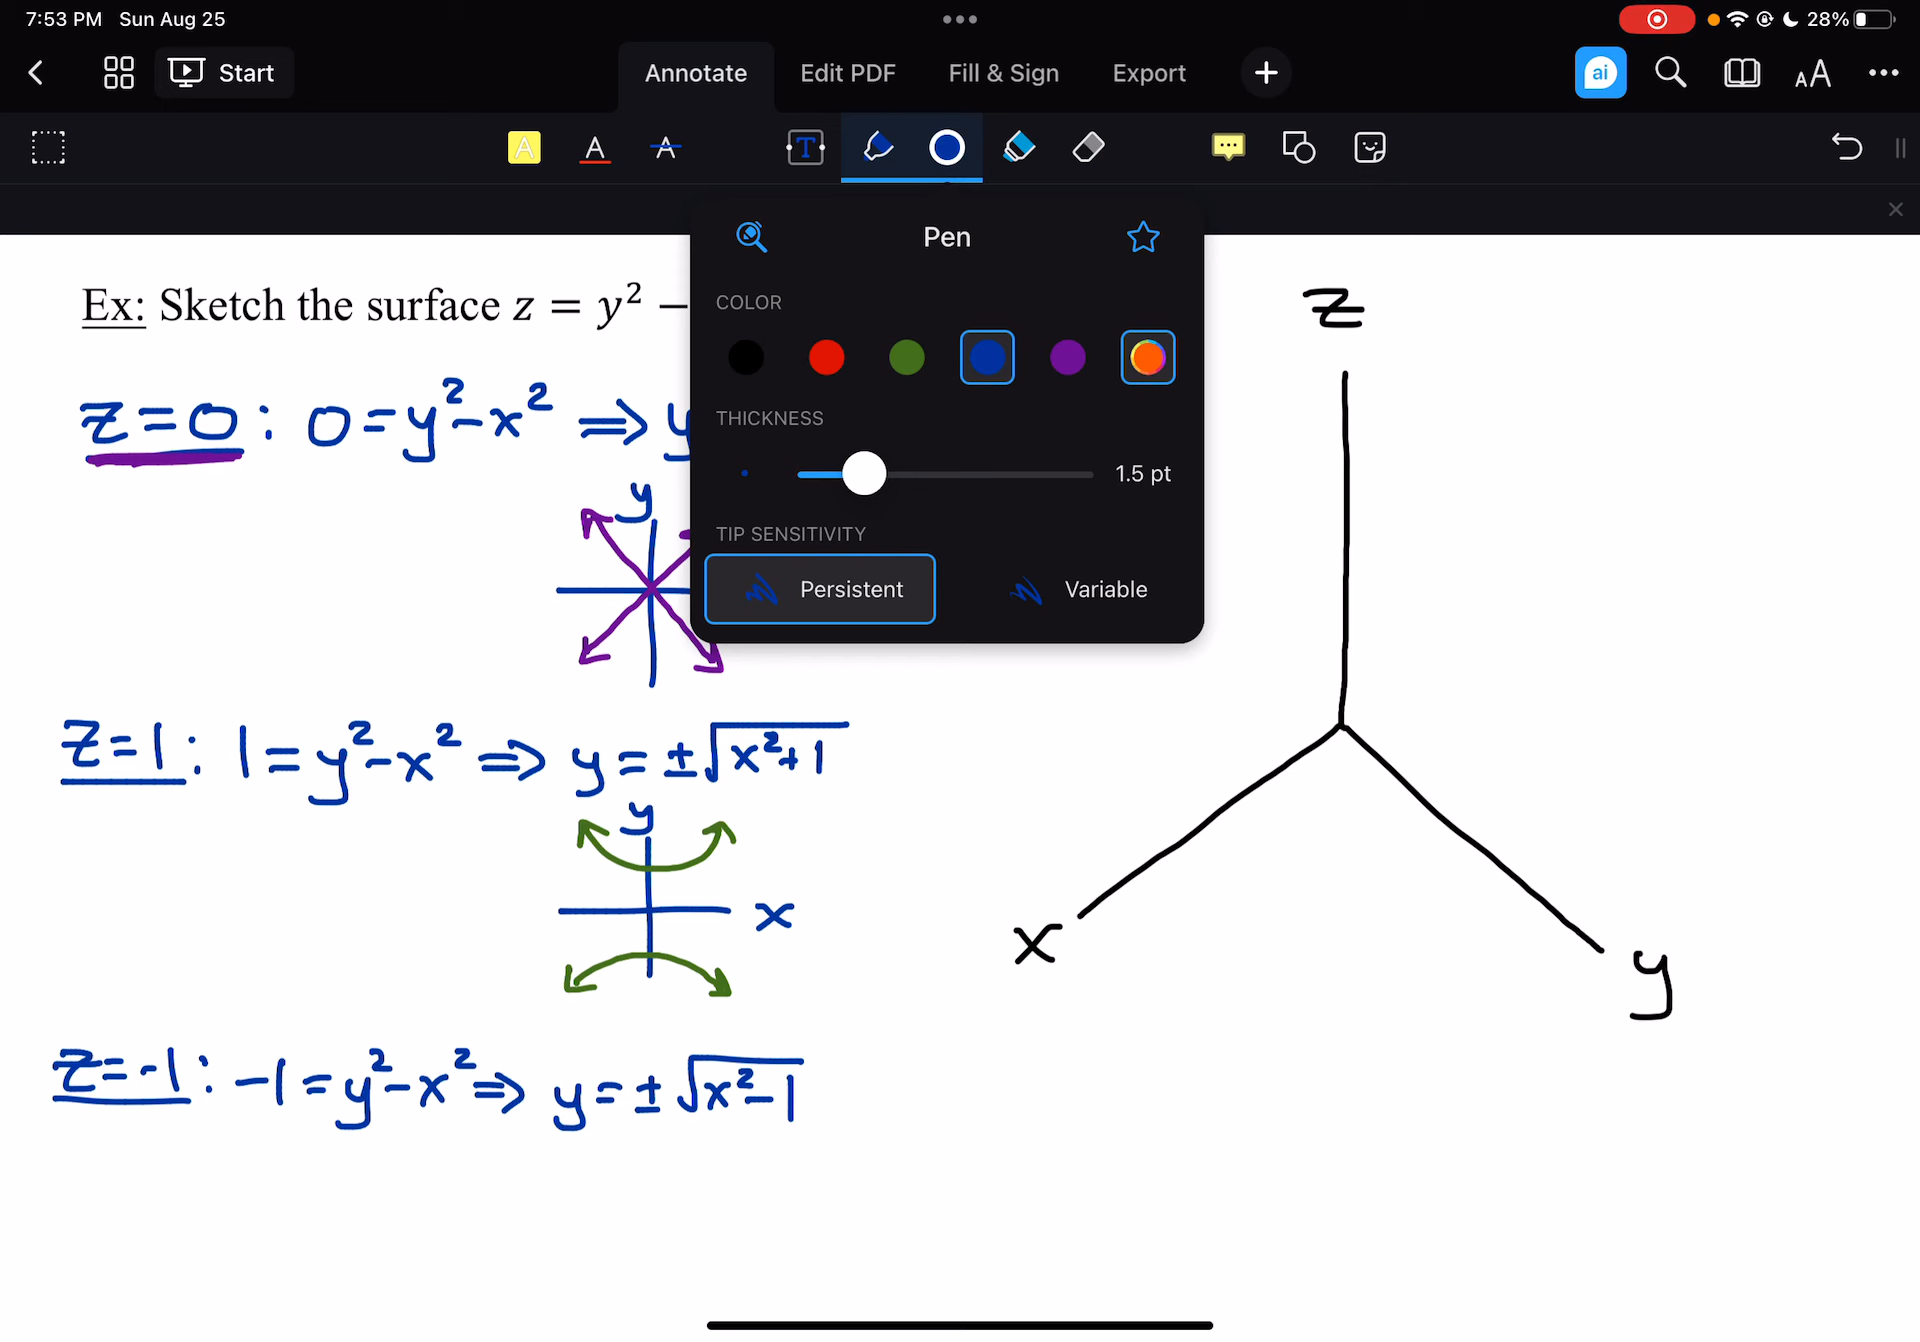 7:53 PM Sun Aug 25
28%
Start
Annotate
Edit PDF
Fill & Sign
Export
ai
AA
A A A T
Pen
COLOR
THICKNESS
1.5 pt
TIP SENSITIVITY
Persistent
Variable
Ex: Sketch the surface z = y² −
z=0: 0=y²-x² ⇒ y
y
z=1: 1=y²-x² ⇒ y=±√(x²+1)
y
x
z=-1: -1=y²-x² ⇒ y=±√(x²-1)
z
x
y